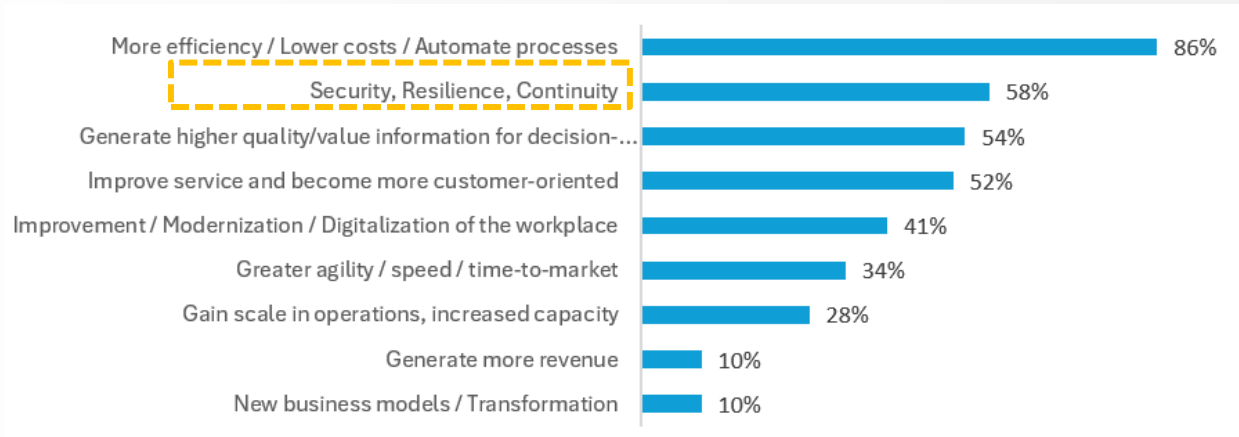 More efficiency / Lower costs / Automate processes 86%
Security, Resilience, Continuity 58%
Generate higher quality/value information for decision-... 54%
Improve service and become more customer-oriented 52%
Improvement / Modernization / Digitalization of the workplace 41%
Greater agility / speed / time-to-market 34%
Gain scale in operations, increased capacity 28%
Generate more revenue 10%
New business models / Transformation 10%